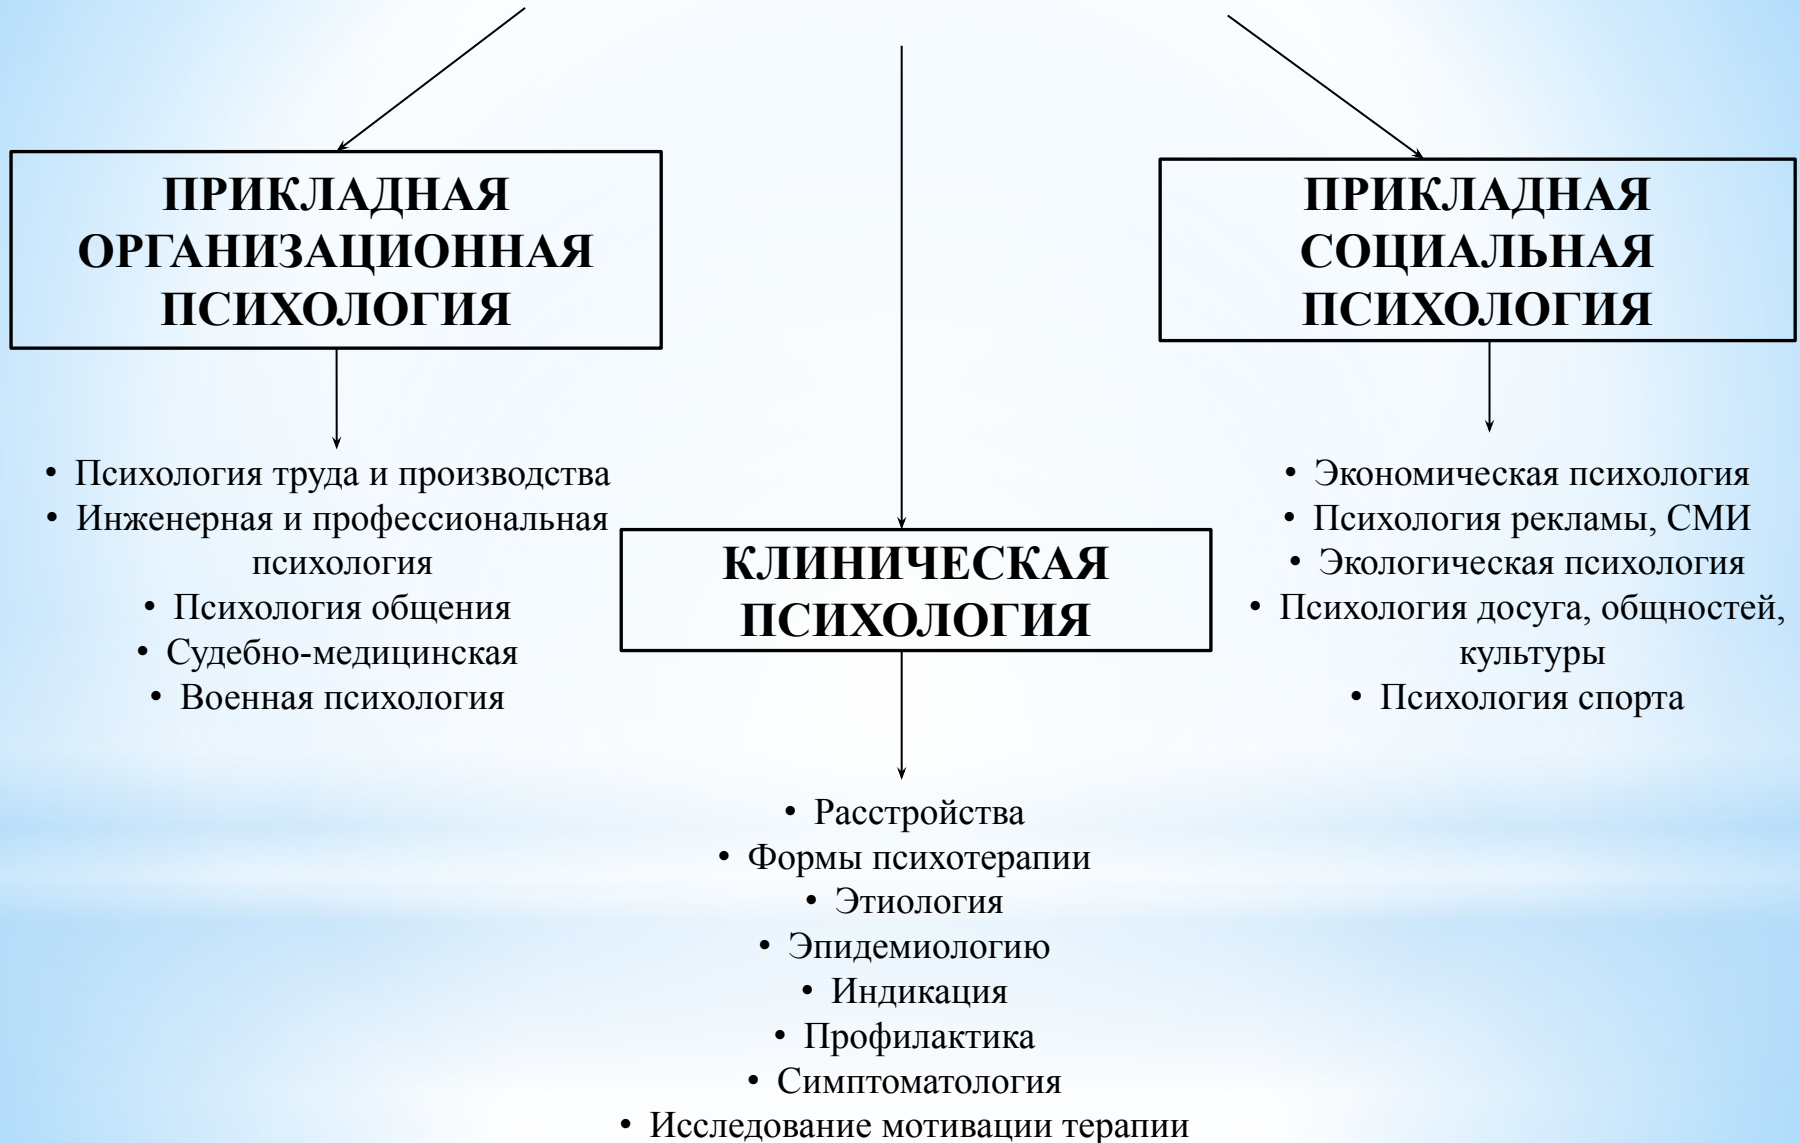 ПРИКЛАДНАЯ
ОРГАНИЗАЦИОННАЯ
ПСИХОЛОГИЯ
• Психология труда и производства
• Инженерная и профессиональная
психология
• Психология общения
• Судебно-медицинская
• Военная психология
КЛИНИЧЕСКАЯ
ПСИХОЛОГИЯ
• Расстройства
• Формы психотерапии
• Этиология
• Эпидемиологию
• Индикация
• Профилактика
• Симптоматология
• Исследование мотивации терапии
ПРИКЛАДНАЯ
СОЦИАЛЬНАЯ
ПСИХОЛОГИЯ
• Экономическая психология
• Психология рекламы, СМИ
• Экологическая психология
• Психология досуга, общностей,
культуры
• Психология спорта